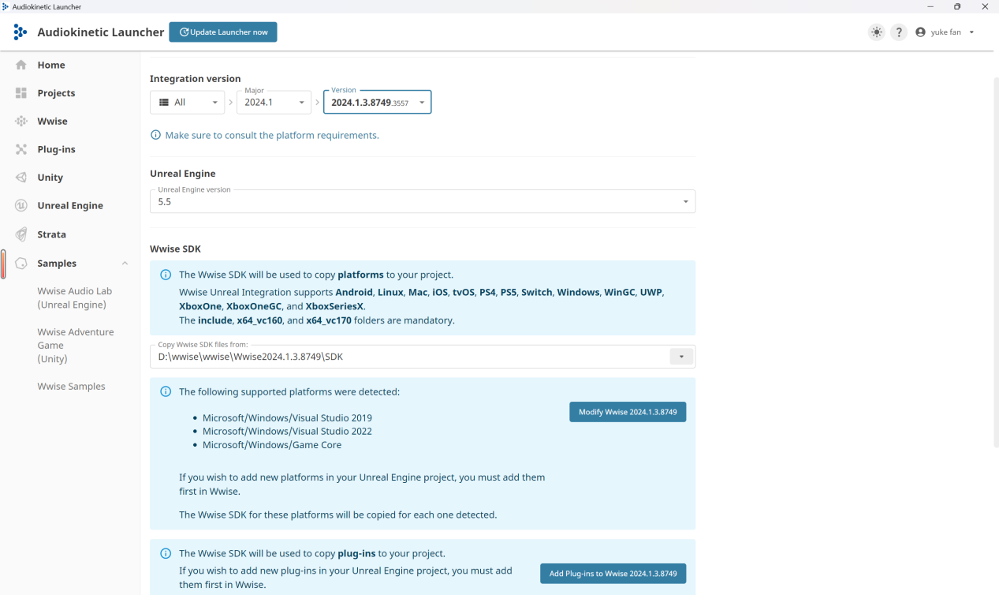 Audiokinetic Launcher
Audiokinetic Launcher
Update Launcher now
?
yuke fan
Home
Projects
Wwise
Plug-ins
Unity
Unreal Engine
Strata
Samples
Wwise Audio Lab
(Unreal Engine)
Wwise Adventure
Game
(Unity)
Wwise Samples
Integration version
All
Major
2024.1
Version
2024.1.3.8749.3557
Make sure to consult the platform requirements.
Unreal Engine
Unreal Engine version
5.5
Wwise SDK
The Wwise SDK will be used to copy platforms to your project.
Wwise Unreal Integration supports Android, Linux, Mac, iOS, tvOS, PS4, PS5, Switch, Windows, WinGC, UWP,
XboxOne, XboxOneGC, and XboxSeriesX.
The include, x64_vc160, and x64_vc170 folders are mandatory.
Copy Wwise SDK files from:
D:\wwise\wwise\Wwise2024.1.3.8749\SDK
The following supported platforms were detected:
Modify Wwise 2024.1.3.8749
• Microsoft/Windows/Visual Studio 2019
• Microsoft/Windows/Visual Studio 2022
• Microsoft/Windows/Game Core
If you wish to add new platforms in your Unreal Engine project, you must add them
first in Wwise.
The Wwise SDK for these platforms will be copied for each one detected.
The Wwise SDK will be used to copy plug-ins to your project.
If you wish to add new plug-ins in your Unreal Engine project, you must add
them first in Wwise.
Add Plug-ins to Wwise 2024.1.3.8749